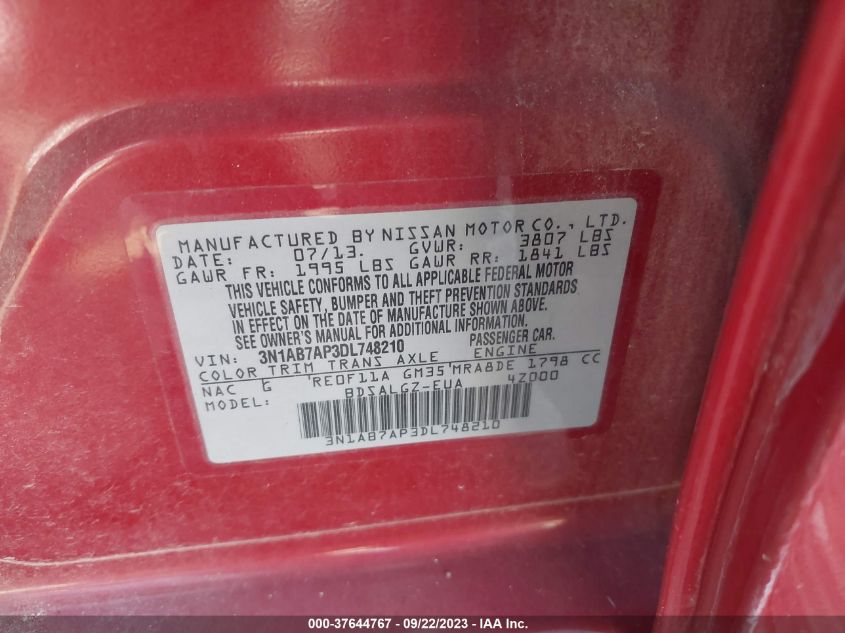 MANUFACTURED BY NISSAN MOTOR CO., LTD.
DATE: 07/13. GVWR: 3807 LBS
GAWR FR: 1995 LBS GAWR RR: 1841 LBS
THIS VEHICLE CONFORMS TO ALL APPLICABLE FEDERAL MOTOR
VEHICLE SAFETY, BUMPER AND THEFT PREVENTION STANDARDS
IN EFFECT ON THE DATE OF MANUFACTURE SHOWN ABOVE.
SEE OWNER'S MANUAL FOR ADDITIONAL INFORMATION.
VIN: 3N1AB7AP3DL748210 PASSENGER CAR.
COLOR TRIM TRANS AXLE ENGINE
NAC G RE0F11A GM35 MRA8DE 1798 CC
MODEL: BDSALGZ-EUA 4Z000
3N1AB7AP3DL748210
000-37644767 - 09/22/2023 - IAA Inc.